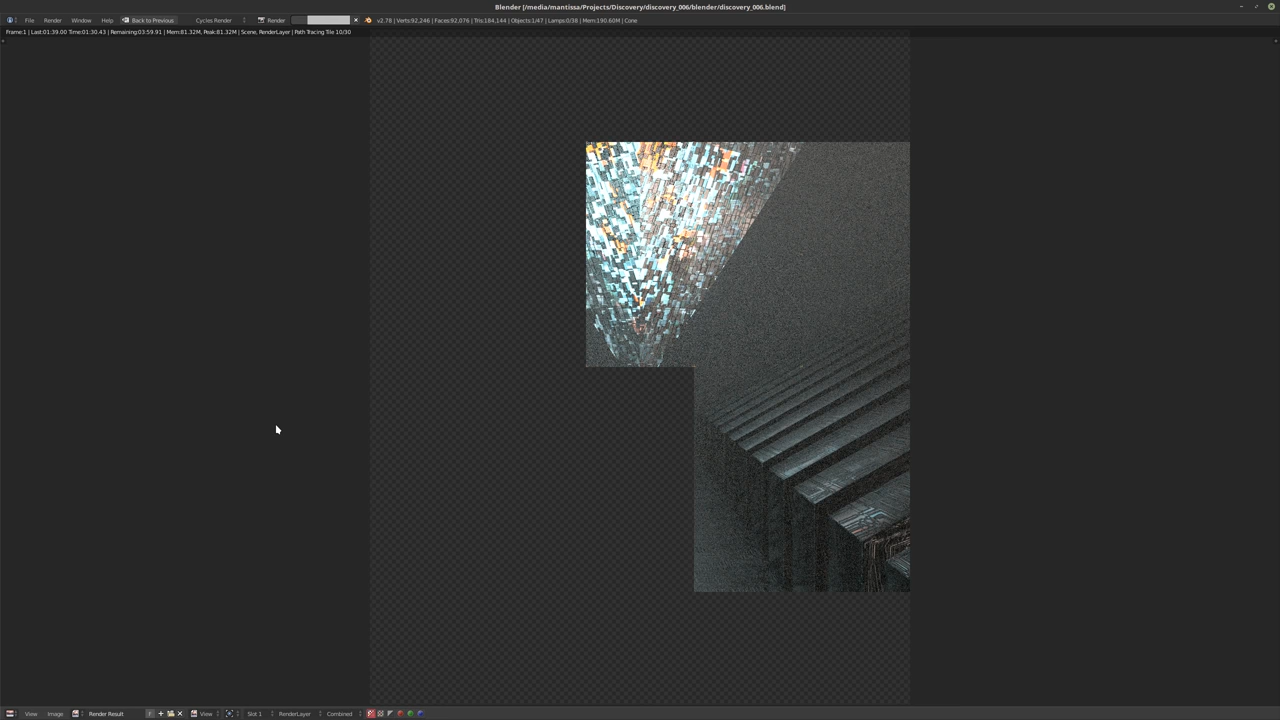 Blender [/media/mantissa/Projects/Discovery/discovery_006/blender/discovery_006.blend]
File Render Window Help Back to Previous Cycles Render Render v2.78 | Verts:92,246 | Faces:92,076 | Tris:184,144 | Objects:1/47 | Lamps:0/38 | Mem:190.60M | Cone
Frame:1 | Last:01:39.00 Time:01:30.43 | Remaining:03:59.91 | Mem:81.32M, Peak:81.32M | Scene, RenderLayer | Path Tracing Tile 10/30
View Image Render Result F View Slot 1 RenderLayer Combined